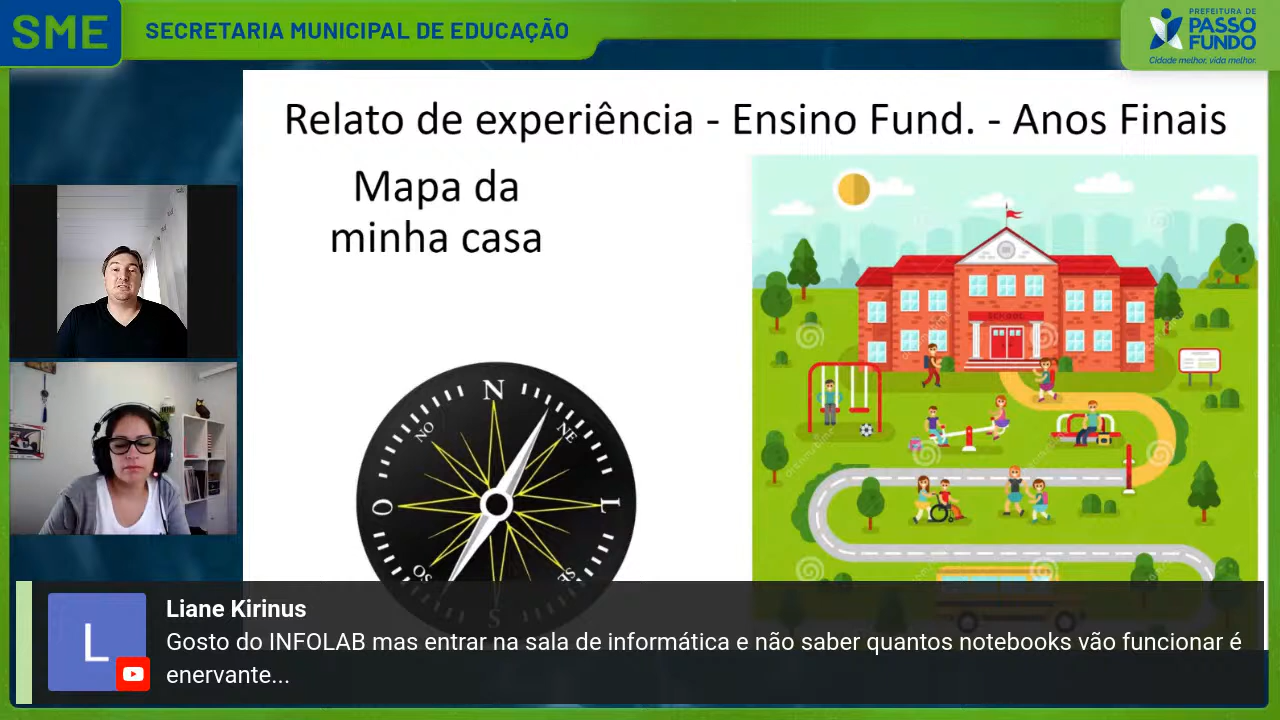 SME
SECRETARIA MUNICIPAL DE EDUCAÇÃO
PREFEITURA DE
PASSO
FUNDO
Cidade melhor, vida melhor.
Relato de experiência - Ensino Fund. - Anos Finais
Mapa da
minha casa
N
NO
NE
O
L
SO
SE
S
SCHOOL
L
Liane Kirinus
Gosto do INFOLAB mas entrar na sala de informática e não saber quantos notebooks vão funcionar é
enervante...